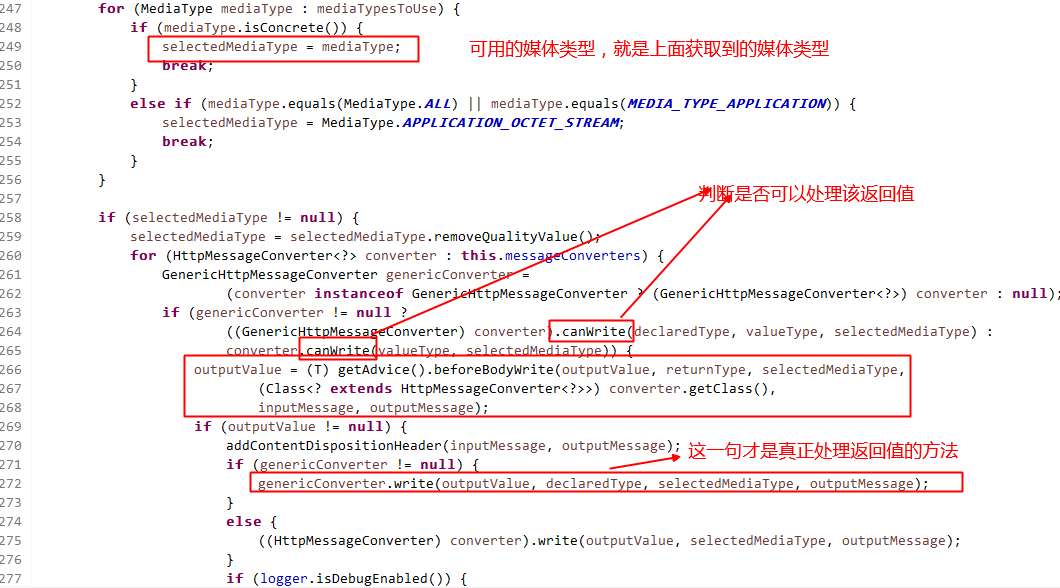 247 for (MediaType mediaType : mediaTypesToUse) {
248 if (mediaType.isConcrete()) {
249 selectedMediaType = mediaType; 可用的媒体类型，就是上面获取到的媒体类型
250 break;
251 }
252 else if (mediaType.equals(MediaType.ALL) || mediaType.equals(MEDIA_TYPE_APPLICATION)) {
253 selectedMediaType = MediaType.APPLICATION_OCTET_STREAM;
254 break;
255 }
256 }
257 判断是否可以处理该返回值
258 if (selectedMediaType != null) {
259 selectedMediaType = selectedMediaType.removeQualityValue();
260 for (HttpMessageConverter<?> converter : this.messageConverters) {
261 GenericHttpMessageConverter genericConverter =
262 (converter instanceof GenericHttpMessageConverter ? (GenericHttpMessageConverter<?>) converter : null);
263 if (genericConverter != null ?
264 ((GenericHttpMessageConverter) converter).canWrite(declaredType, valueType, selectedMediaType) :
265 converter.canWrite(valueType, selectedMediaType)) {
266 outputValue = (T) getAdvice().beforeBodyWrite(outputValue, returnType, selectedMediaType,
267 (Class<? extends HttpMessageConverter<?>>) converter.getClass(),
268 inputMessage, outputMessage);
269 if (outputValue != null) {
270 addContentDispositionHeader(inputMessage, outputMessage); 这一句才是真正处理返回值的方法
271 if (genericConverter != null) {
272 genericConverter.write(outputValue, declaredType, selectedMediaType, outputMessage);
273 }
274 else {
275 ((HttpMessageConverter) converter).write(outputValue, selectedMediaType, outputMessage);
276 }
277 if (logger.isDebugEnabled()) {